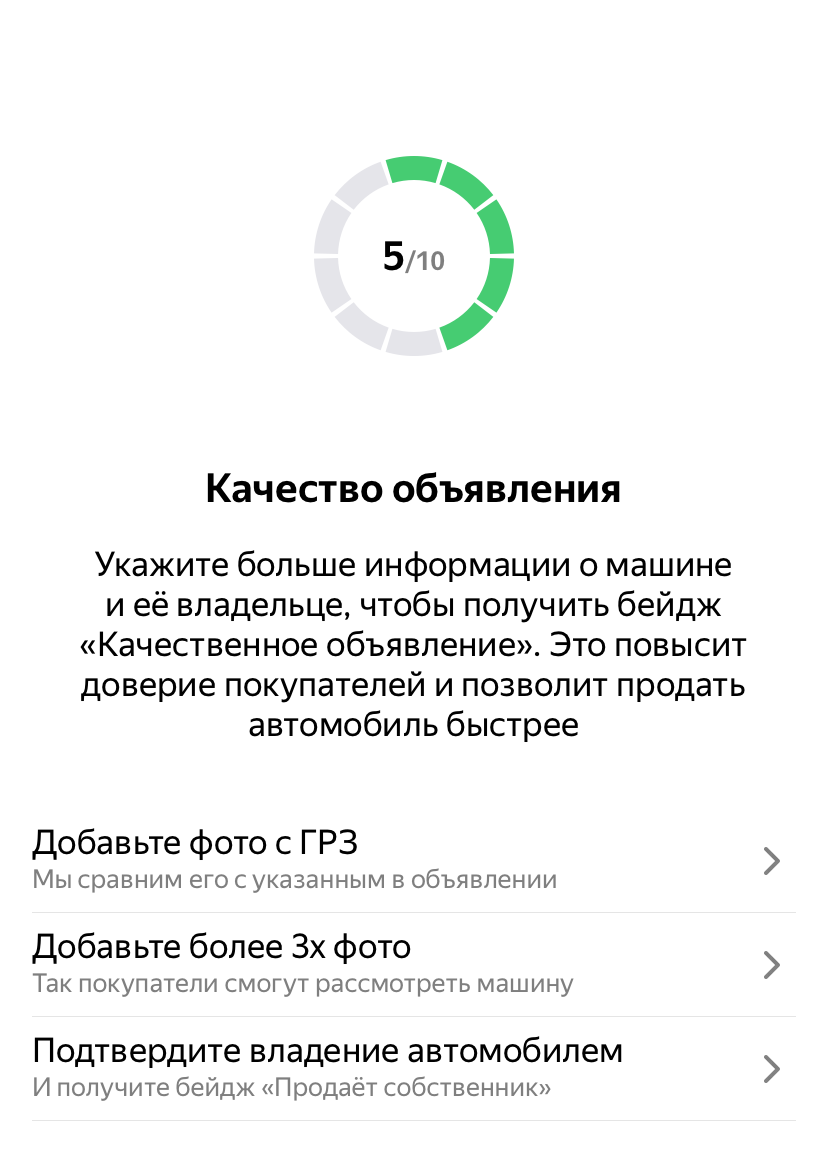 5/10
Качество объявления
Укажите больше информации о машине
и её владельце, чтобы получить бейдж
«Качественное объявление». Это повысит
доверие покупателей и позволит продать
автомобиль быстрее
Добавьте фото с ГРЗ
Мы сравним его с указанным в объявлении
Добавьте более 3х фото
Так покупатели смогут рассмотреть машину
Подтвердите владение автомобилем
И получите бейдж «Продаёт собственник»